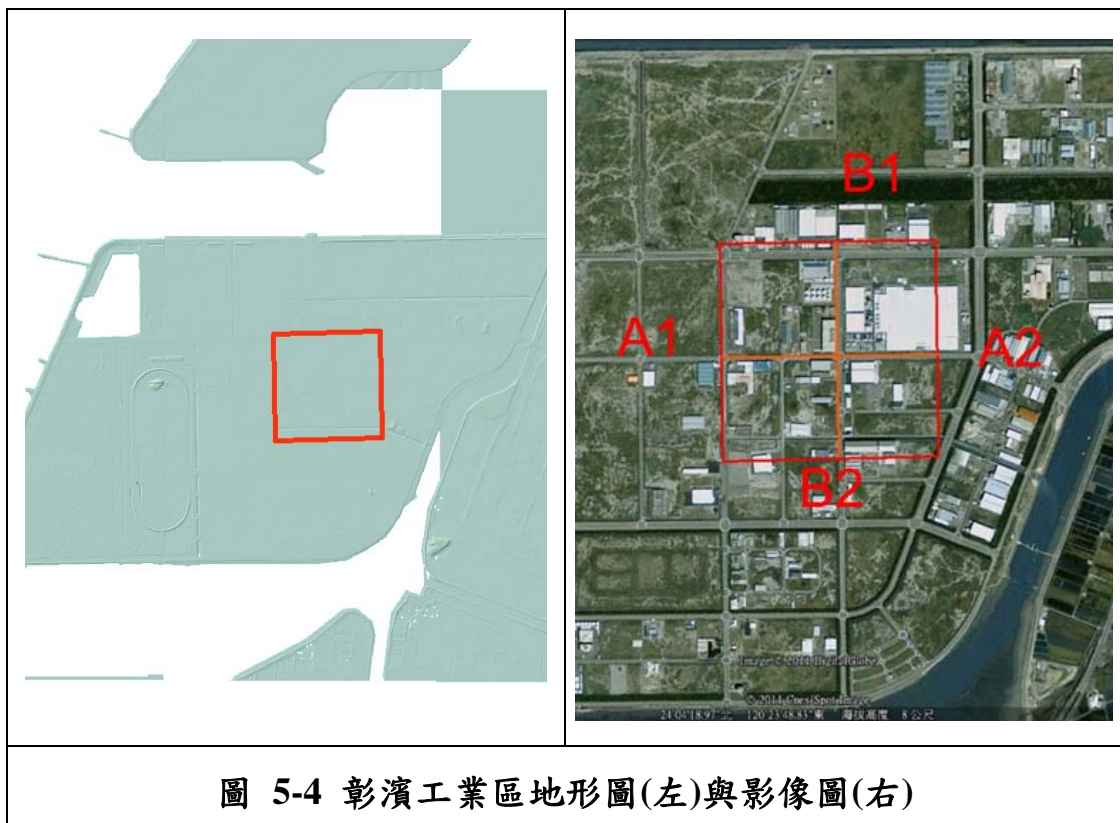 B1
A1
A2
B2
Image © 2011 DigitalGlobe
© 2011 Cnes/Spot Image
24°04'18.97"北 120°23'48.83"東 海拔高度 8 公尺
圖 5-4 彰濱工業區地形圖(左)與影像圖(右)